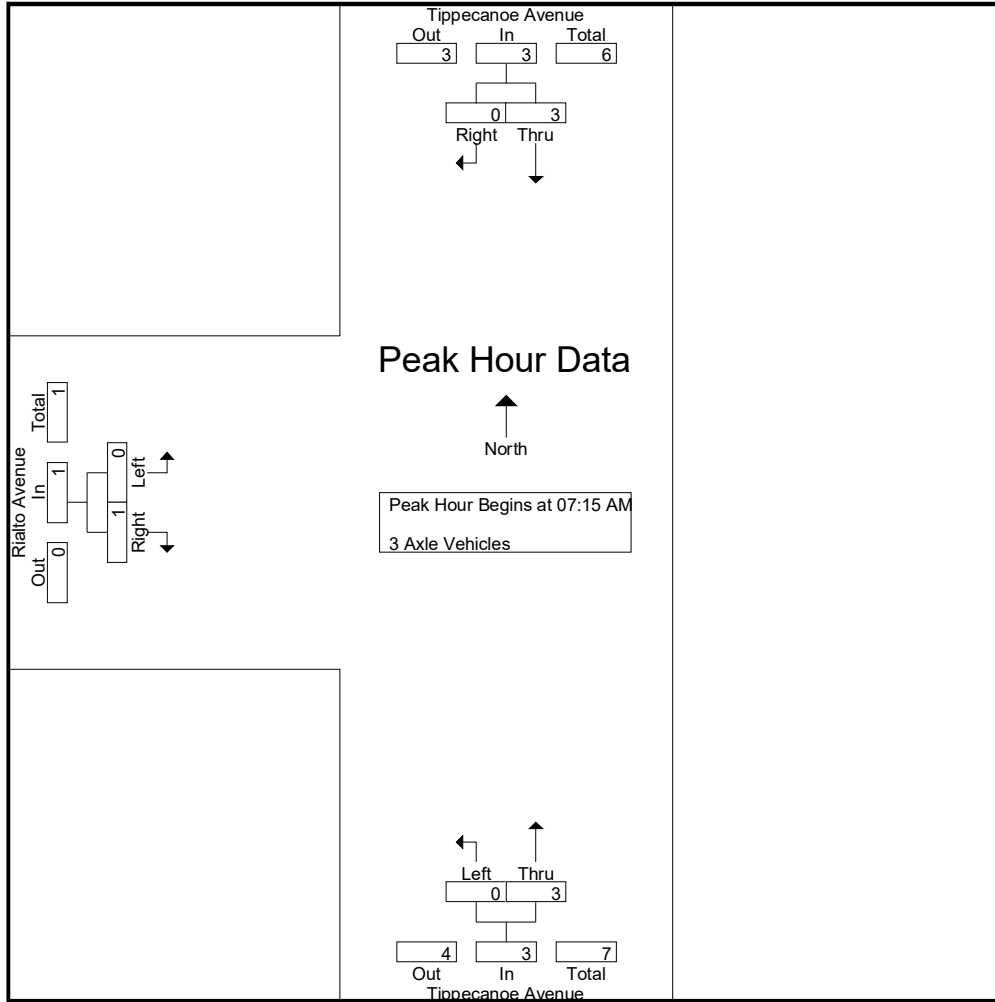 Tippecanoe Avenue
Out In Total
3 3 6
0 3
Right Thru
Peak Hour Data
North
Rialto Avenue
Out In Total
0 1 1
1 0
Right Left
Peak Hour Begins at 07:15 AM
3 Axle Vehicles
Left Thru
0 3
4 3 7
Out In Total
Tippecanoe Avenue